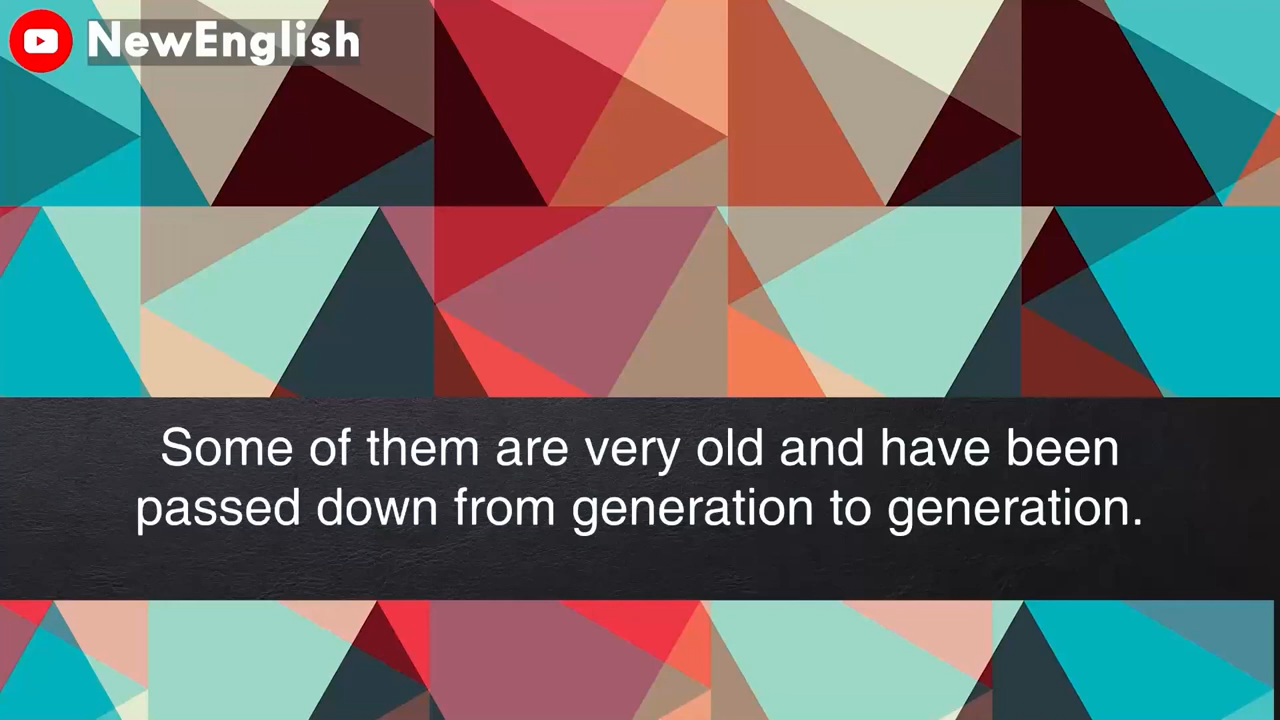 NewEnglish
Some of them are very old and have been
passed down from generation to generation.